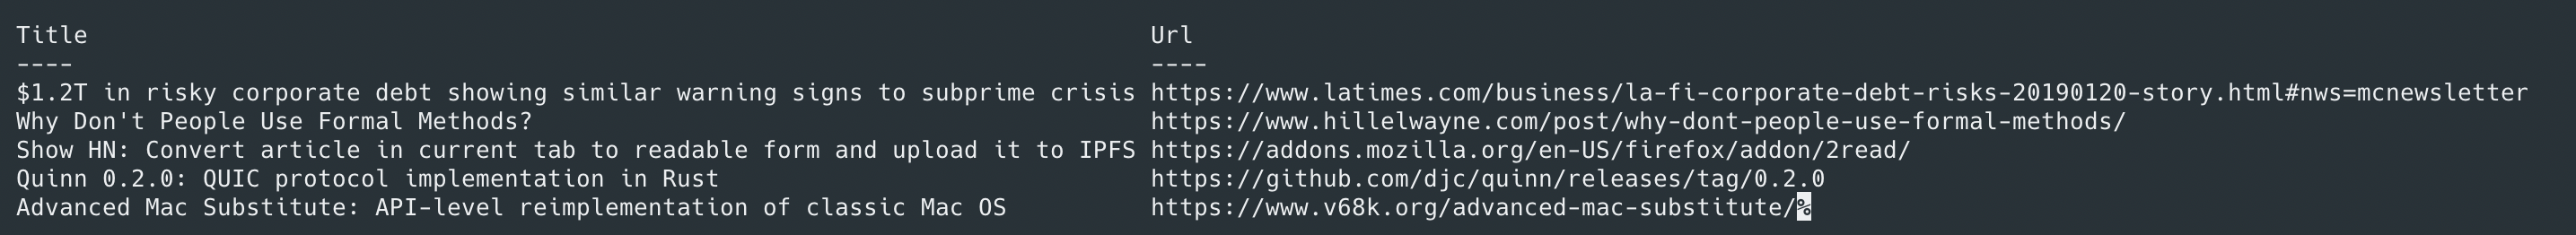 Title Url
---- ----
$1.2T in risky corporate debt showing similar warning signs to subprime crisis https://www.latimes.com/business/la-fi-corporate-debt-risks-20190120-story.html#nws=mcnewsletter
Why Don't People Use Formal Methods? https://www.hillelwayne.com/post/why-dont-people-use-formal-methods/
Show HN: Convert article in current tab to readable form and upload it to IPFS https://addons.mozilla.org/en-US/firefox/addon/2read/
Quinn 0.2.0: QUIC protocol implementation in Rust https://github.com/djc/quinn/releases/tag/0.2.0
Advanced Mac Substitute: API-level reimplementation of classic Mac OS https://www.v68k.org/advanced-mac-substitute/%